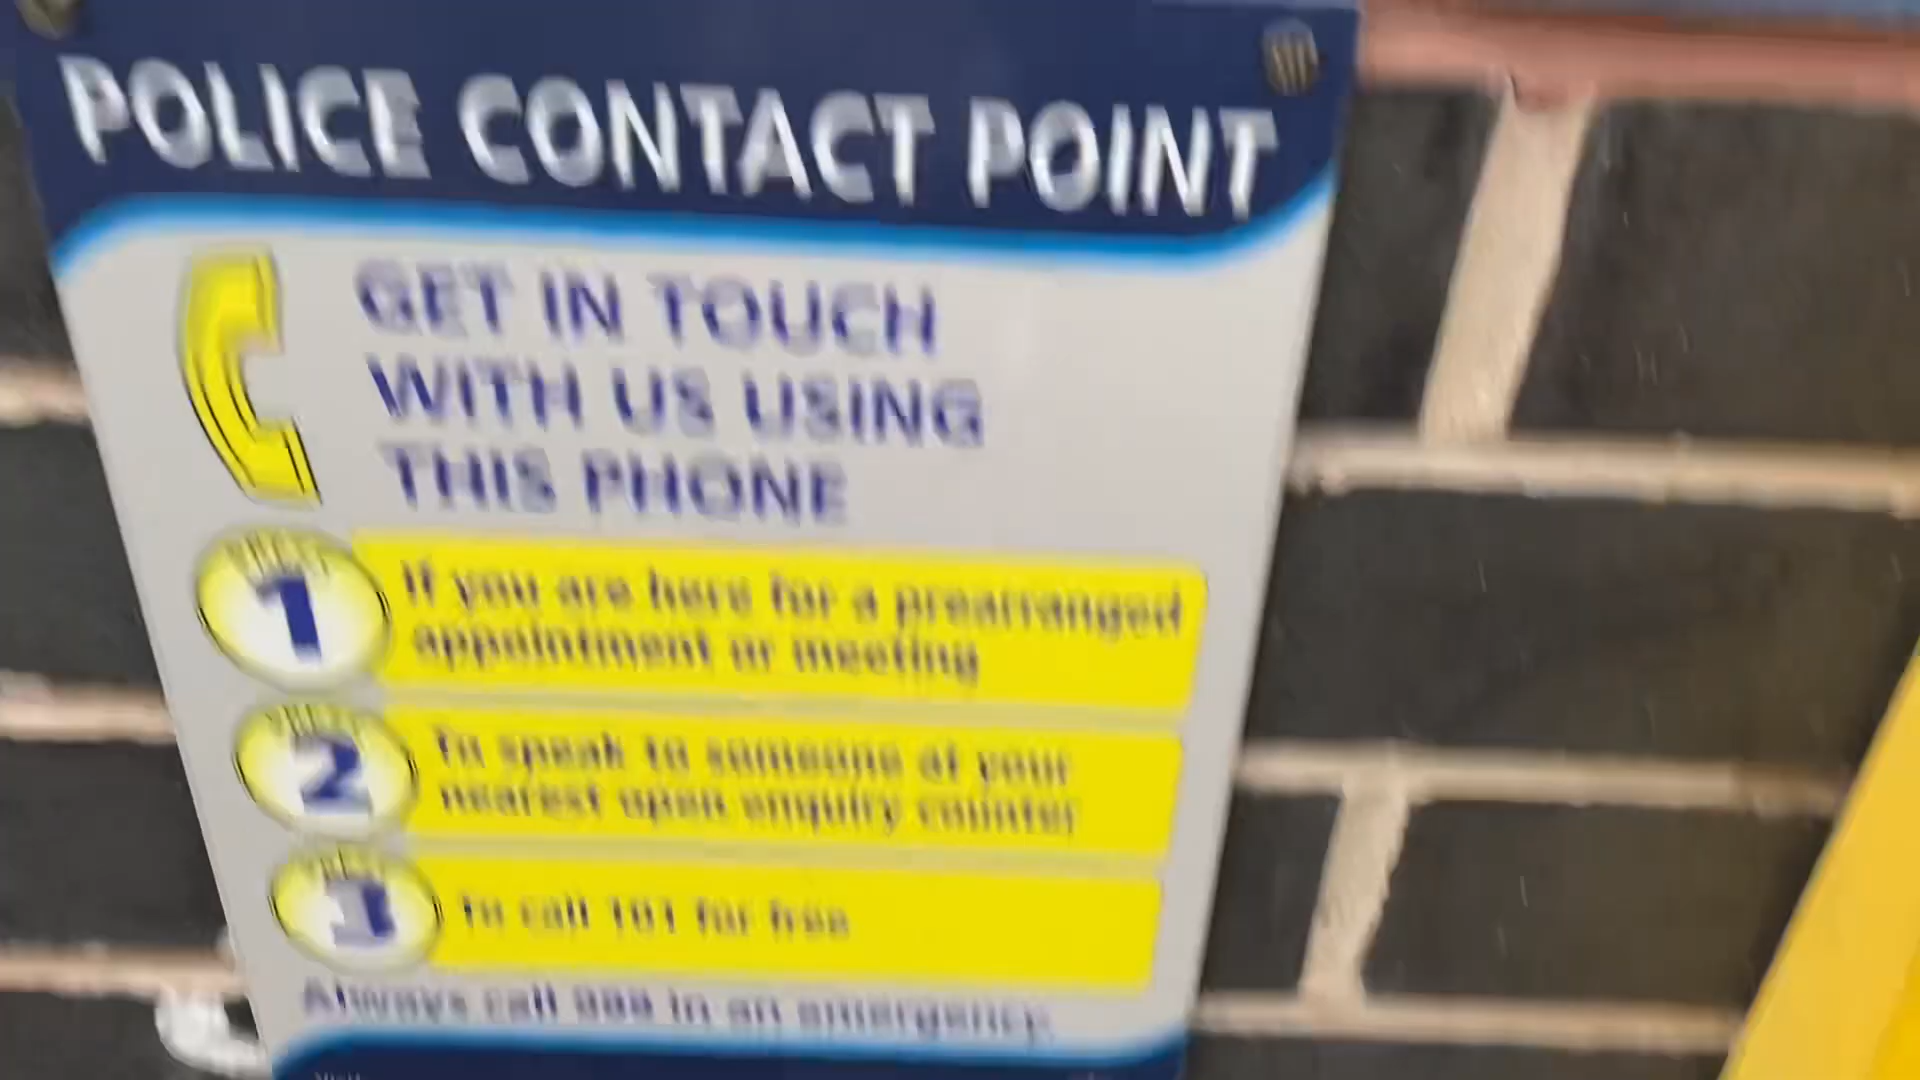 POLICE CONTACT POINT
GET IN TOUCH
WITH US USING
THIS PHONE
1
If you are here for a prearranged
appointment or meeting
2
To speak to someone at your
nearest open enquiry counter
3
To call 101 for free
Always call 999 in an emergency.